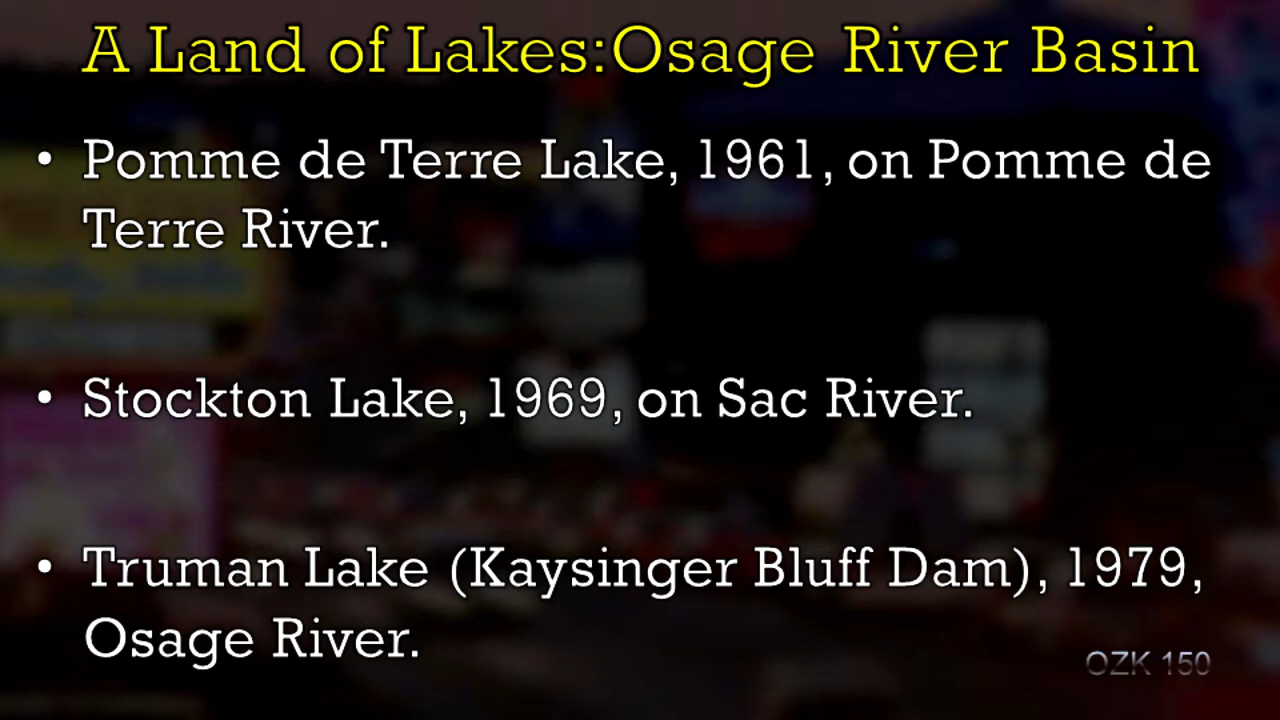 A Land of Lakes:Osage River Basin
• Pomme de Terre Lake, 1961, on Pomme de
Terre River.
• Stockton Lake, 1969, on Sac River.
• Truman Lake (Kaysinger Bluff Dam), 1979,
Osage River.
OZK 150